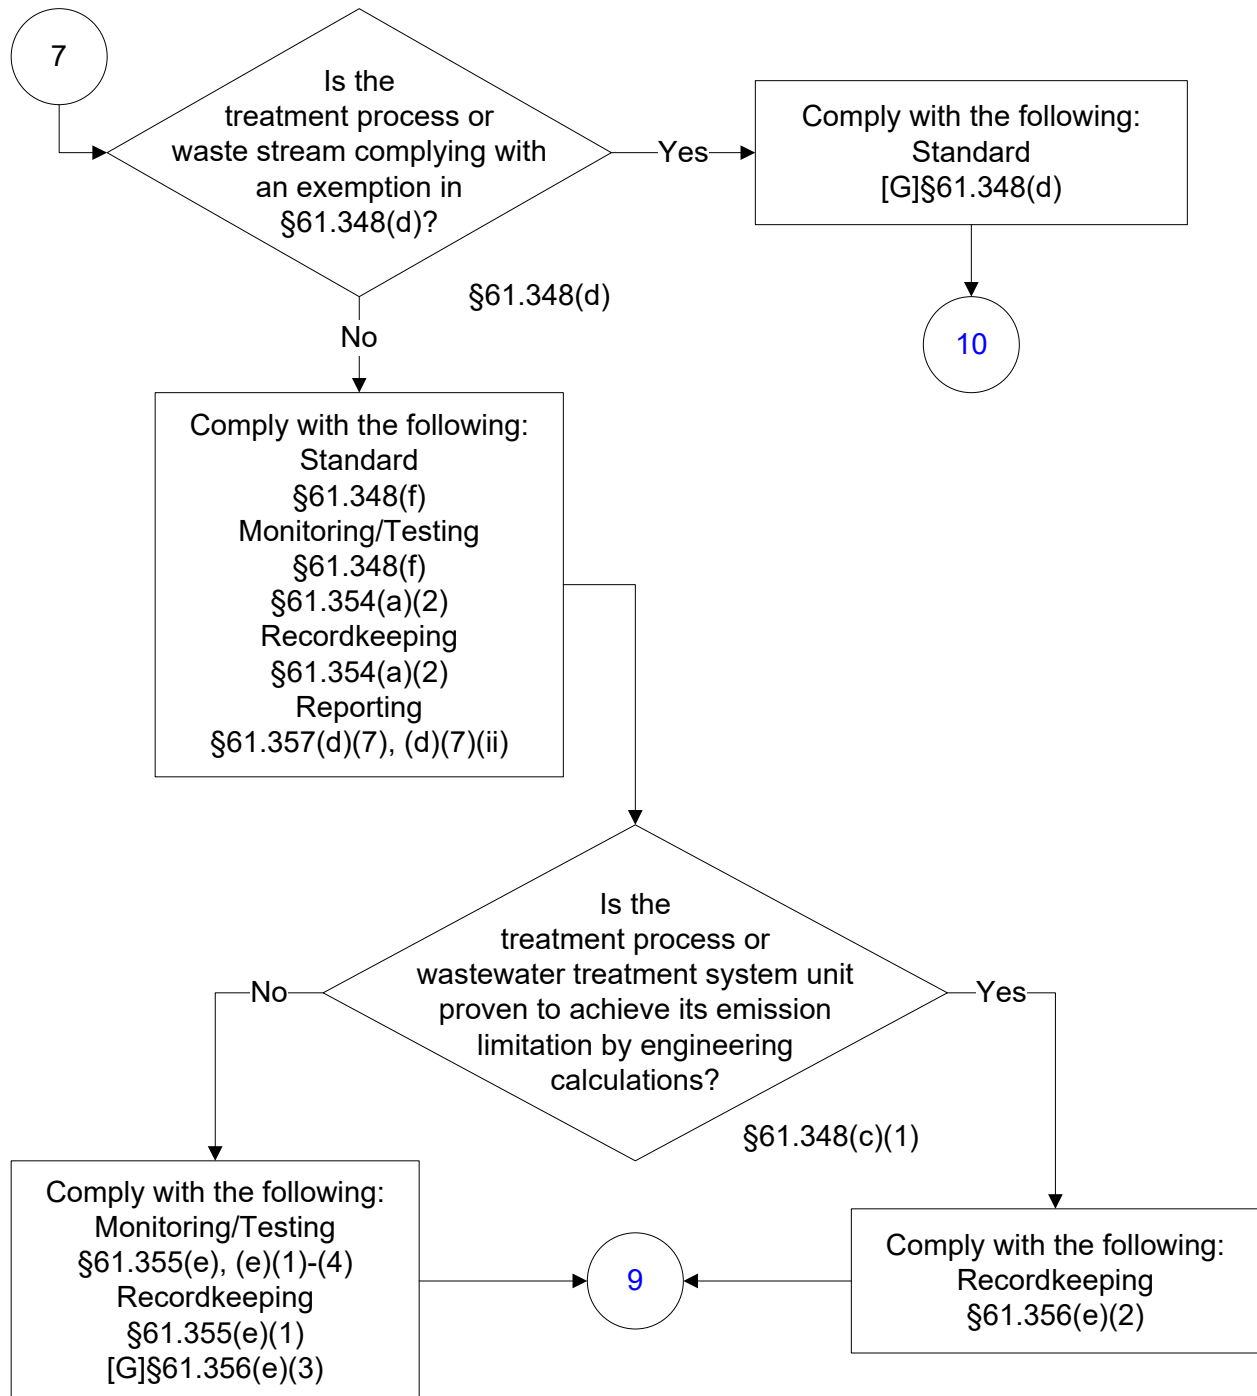 7
Is the
treatment process or
waste stream complying with
an exemption in
§61.348(d)?
Yes
Comply with the following:
Standard
[G]§61.348(d)
§61.348(d)
10
No
Comply with the following:
Standard
§61.348(f)
Monitoring/Testing
§61.348(f)
§61.354(a)(2)
Recordkeeping
§61.354(a)(2)
Reporting
§61.357(d)(7), (d)(7)(ii)
Is the
treatment process or
wastewater treatment system unit
proven to achieve its emission
limitation by engineering
calculations?
No
Yes
§61.348(c)(1)
Comply with the following:
Monitoring/Testing
§61.355(e), (e)(1)-(4)
Recordkeeping
§61.355(e)(1)
[G]§61.356(e)(3)
9
Comply with the following:
Recordkeeping
§61.356(e)(2)